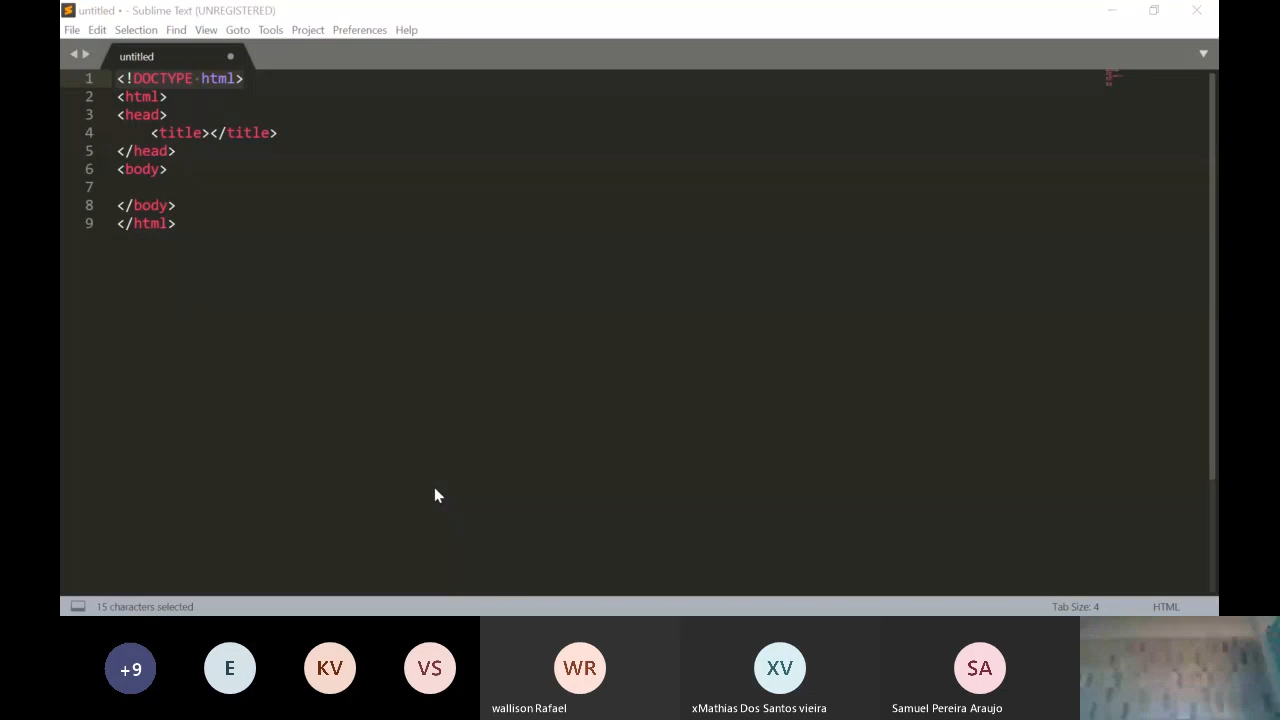 untitled • - Sublime Text (UNREGISTERED)
File Edit Selection Find View Goto Tools Project Preferences Help
untitled
1 <!DOCTYPE html>
2 <html>
3 <head>
4     <title></title>
5 </head>
6 <body>
7
8 </body>
9 </html>
15 characters selected Tab Size: 4 HTML
+9 E KV VS WR XV SA
wallison Rafael xMathias Dos Santos vieira Samuel Pereira Araujo